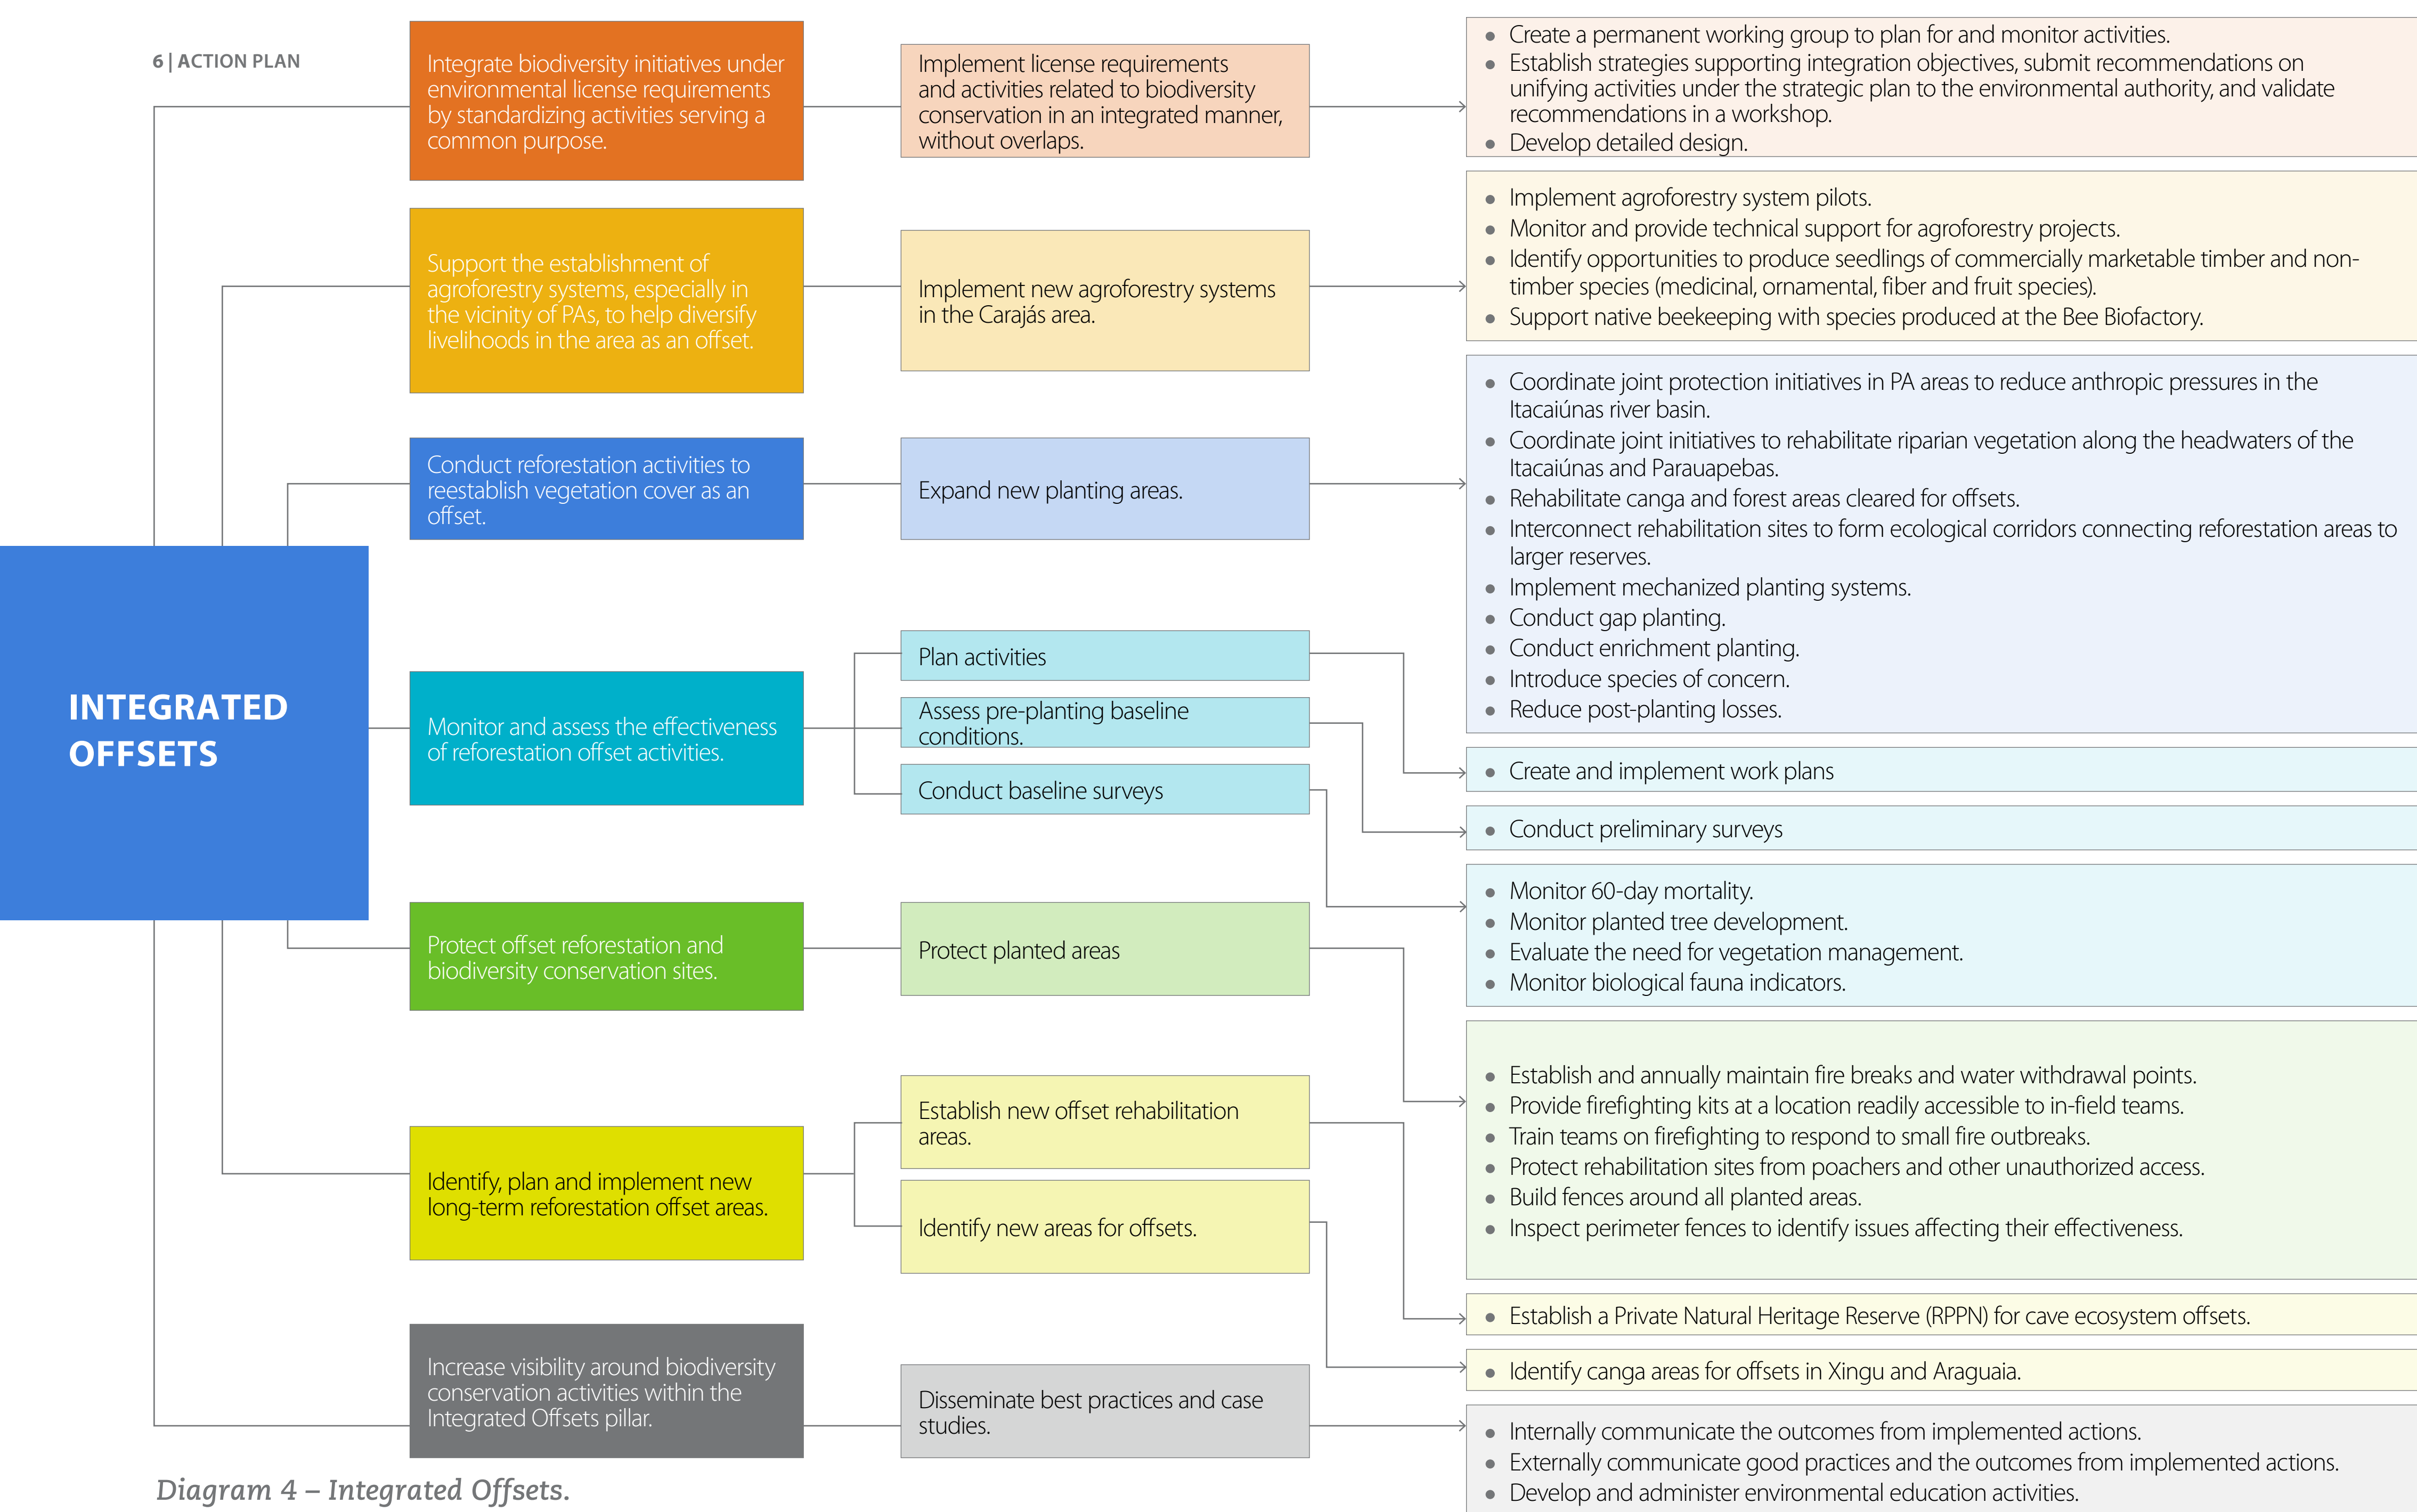 6 | ACTION PLAN
INTEGRATED
OFFSETS
Integrate biodiversity initiatives under
environmental license requirements
by standardizing activities serving a
common purpose.
Implement license requirements
and activities related to biodiversity
conservation in an integrated manner,
without overlaps.
● Create a permanent working group to plan for and monitor activities.
● Establish strategies supporting integration objectives, submit recommendations on
unifying activities under the strategic plan to the environmental authority, and validate
recommendations in a workshop.
● Develop detailed design.
Support the establishment of
agroforestry systems, especially in
the vicinity of PAs, to help diversify
livelihoods in the area as an offset.
Implement new agroforestry systems
in the Carajás area.
● Implement agroforestry system pilots.
● Monitor and provide technical support for agroforestry projects.
● Identify opportunities to produce seedlings of commercially marketable timber and non-
timber species (medicinal, ornamental, fiber and fruit species).
● Support native beekeeping with species produced at the Bee Biofactory.
Conduct reforestation activities to
reestablish vegetation cover as an
offset.
Expand new planting areas.
● Coordinate joint protection initiatives in PA areas to reduce anthropic pressures in the
Itacaiúnas river basin.
● Coordinate joint initiatives to rehabilitate riparian vegetation along the headwaters of the
Itacaiúnas and Parauapebas.
● Rehabilitate canga and forest areas cleared for offsets.
● Interconnect rehabilitation sites to form ecological corridors connecting reforestation areas to
larger reserves.
● Implement mechanized planting systems.
● Conduct gap planting.
● Conduct enrichment planting.
● Introduce species of concern.
● Reduce post-planting losses.
Monitor and assess the effectiveness
of reforestation offset activities.
Plan activities
Assess pre-planting baseline
conditions.
Conduct baseline surveys
● Create and implement work plans
● Conduct preliminary surveys
● Monitor 60-day mortality.
● Monitor planted tree development.
● Evaluate the need for vegetation management.
● Monitor biological fauna indicators.
Protect offset reforestation and
biodiversity conservation sites.
Protect planted areas
● Establish and annually maintain fire breaks and water withdrawal points.
● Provide firefighting kits at a location readily accessible to in-field teams.
● Train teams on firefighting to respond to small fire outbreaks.
● Protect rehabilitation sites from poachers and other unauthorized access.
● Build fences around all planted areas.
● Inspect perimeter fences to identify issues affecting their effectiveness.
Identify, plan and implement new
long-term reforestation offset areas.
Establish new offset rehabilitation
areas.
Identify new areas for offsets.
● Establish a Private Natural Heritage Reserve (RPPN) for cave ecosystem offsets.
● Identify canga areas for offsets in Xingu and Araguaia.
Increase visibility around biodiversity
conservation activities within the
Integrated Offsets pillar.
Disseminate best practices and case
studies.
● Internally communicate the outcomes from implemented actions.
● Externally communicate good practices and the outcomes from implemented actions.
● Develop and administer environmental education activities.
Diagram 4 – Integrated Offsets.